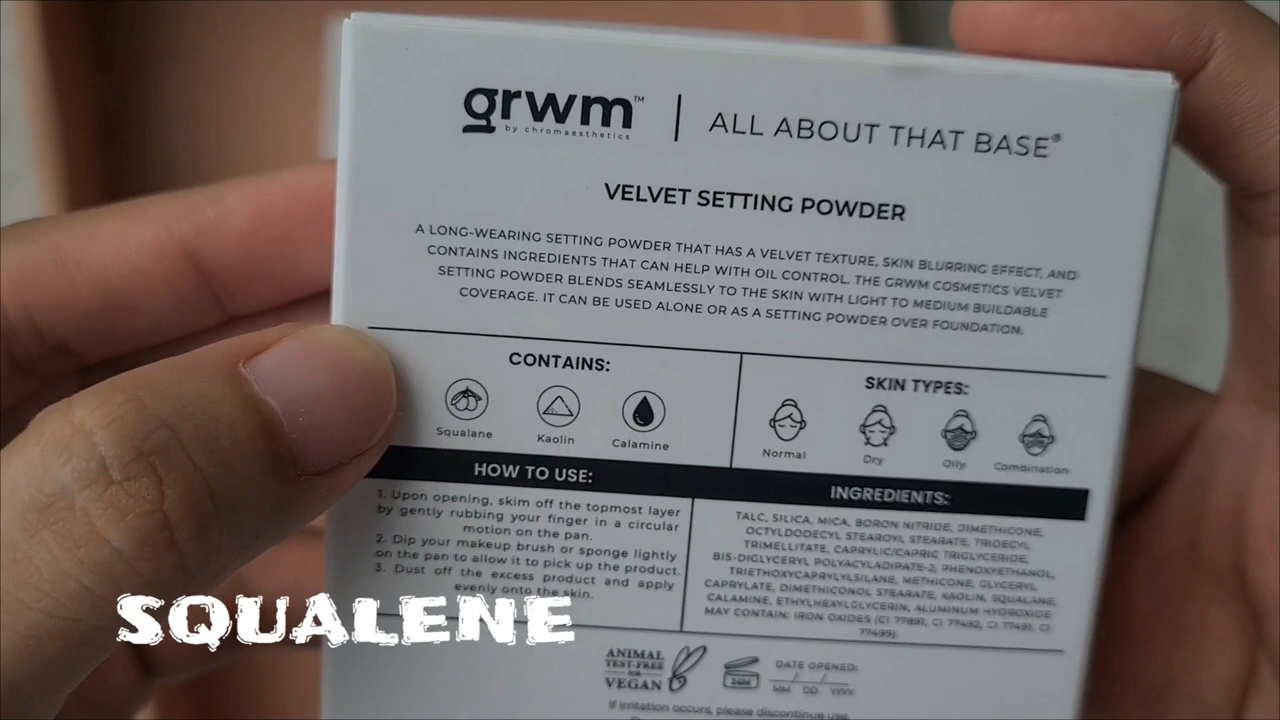 grwm™ | ALL ABOUT THAT BASE®
by chromaesthetics
VELVET SETTING POWDER
A LONG-WEARING SETTING POWDER THAT HAS A VELVET TEXTURE, SKIN BLURRING EFFECT, AND
CONTAINS INGREDIENTS THAT CAN HELP WITH OIL CONTROL. THE GRWM COSMETICS VELVET
SETTING POWDER BLENDS SEAMLESSLY TO THE SKIN WITH LIGHT TO MEDIUM BUILDABLE
COVERAGE. IT CAN BE USED ALONE OR AS A SETTING POWDER OVER FOUNDATION.
CONTAINS:
Squalane
Kaolin
Calamine
SKIN TYPES:
Normal
Dry
Oily
Combination
HOW TO USE:
1. Upon opening, skim off the topmost layer
by gently rubbing your finger in a circular
motion on the pan.
2. Dip your makeup brush or sponge lightly
on the pan to allow it to pick up the product.
3. Dust off the excess product and apply
evenly onto the skin.
INGREDIENTS:
TALC, SILICA, MICA, BORON NITRIDE, DIMETHICONE,
OCTYLDODECYL STEAROYL STEARATE, TRIDECYL
TRIMELLITATE, CAPRYLIC/CAPRIC TRIGLYCERIDE,
BIS-DIGLYCERYL POLYACYLADIPATE-2, PHENOXYETHANOL,
TRIETHOXYCAPRYLYLSILANE, METHICONE, GLYCERYL
CAPRYLATE, DIMETHICONOL STEARATE, KAOLIN, SQUALANE,
CALAMINE, ETHYLHEXYLGLYCERIN, ALUMINUM HYDROXIDE
MAY CONTAIN: IRON OXIDES (CI 77891, CI 77492, CI 77491, CI
77499)
SQUALENE
ANIMAL
TEST-FREE
VEGAN
24M
DATE OPENED:
MM DD YYYY
If irritation occurs, please discontinue use.